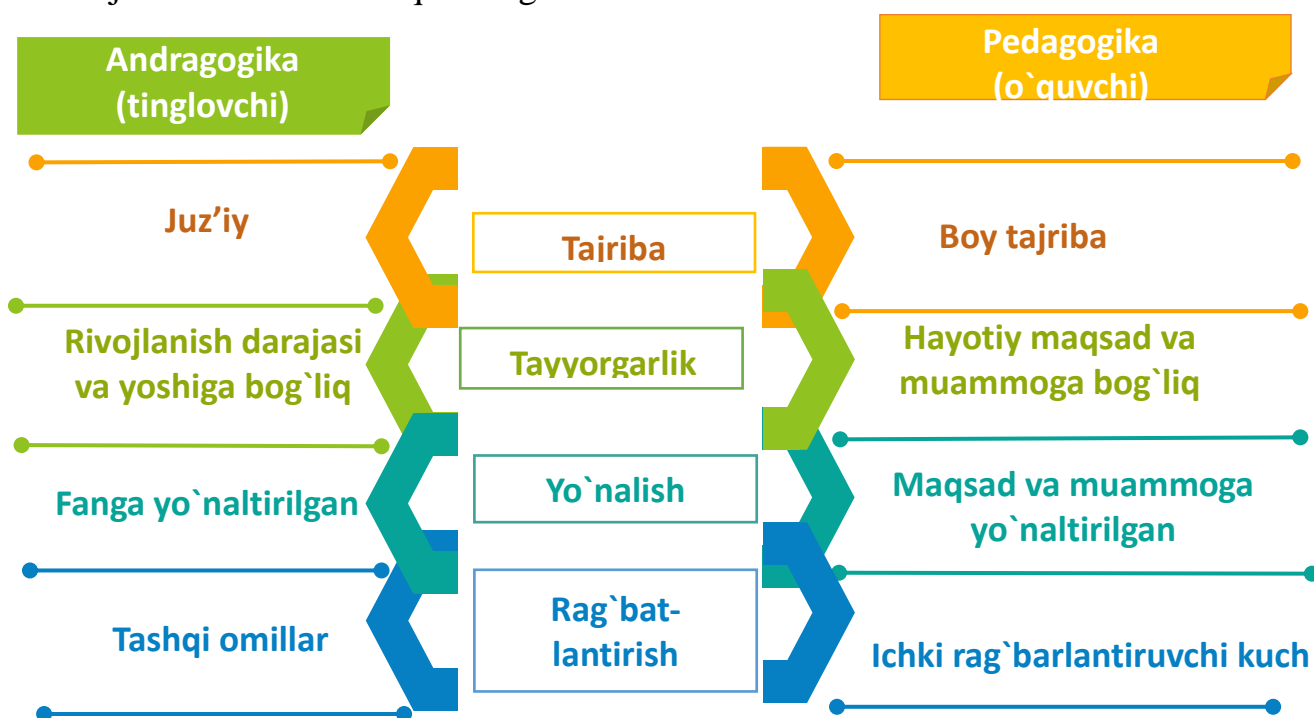 Andragogika
(tinglovchi)
Pedagogika
(o`quvchi)
Juz’iy
Tajriba
Boy tajriba
Rivojlanish darajasi
va yoshiga bog`liq
Tayyorgarlik
Hayotiy maqsad va
muammoga bog`liq
Fanga yo`naltirilgan
Yo`nalish
Maqsad va muammoga
yo`naltirilgan
Tashqi omillar
Rag`bat-
lantirish
Ichki rag`barlantiruvchi kuch